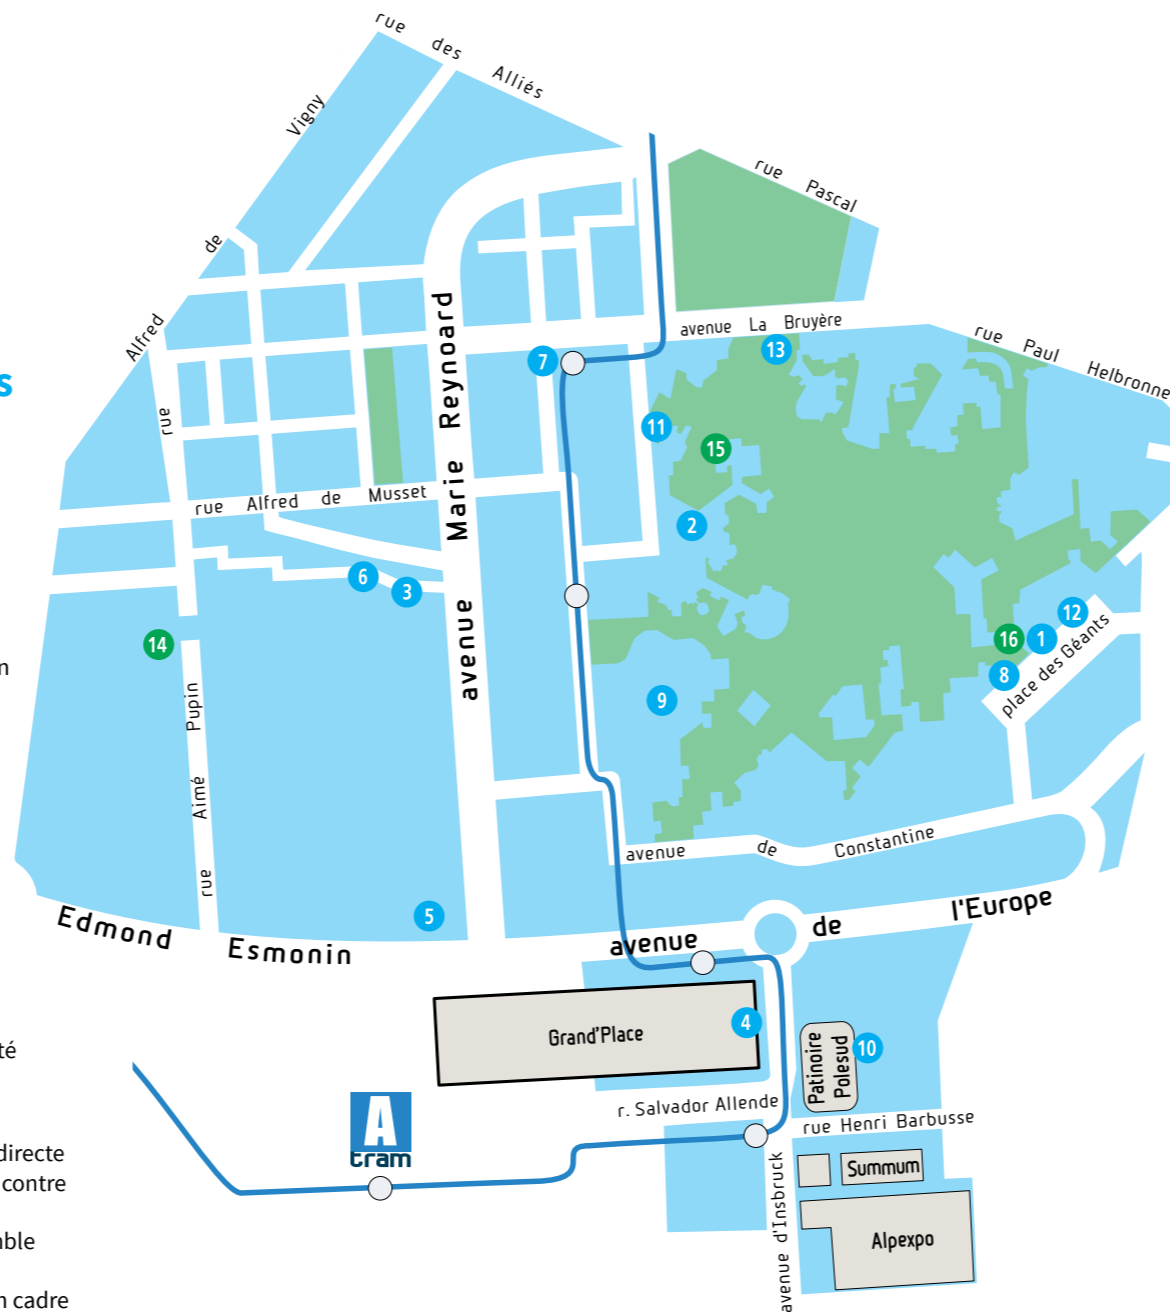 rue des Alliés
Vigny
de
Alfred
rue
rue Pascal
avenue La Bruyère
rue Paul Helbronne
7
13
s
11
15
avenue Marie Reynoard
rue Alfred de Musset
2
6
3
12
14
16
1
8
place des Géants
n
9
rue Aimé Pupin
avenue de Constantine
5
Edmond Esmonin
avenue de l'Europe
Grand'Place
4
Patinoire
Polesud
10
té
A
tram
r. Salvador Allende
rue Henri Barbusse
directe
contre
Summum
avenue d'Insbruck
ble
Alpexpo
n cadre